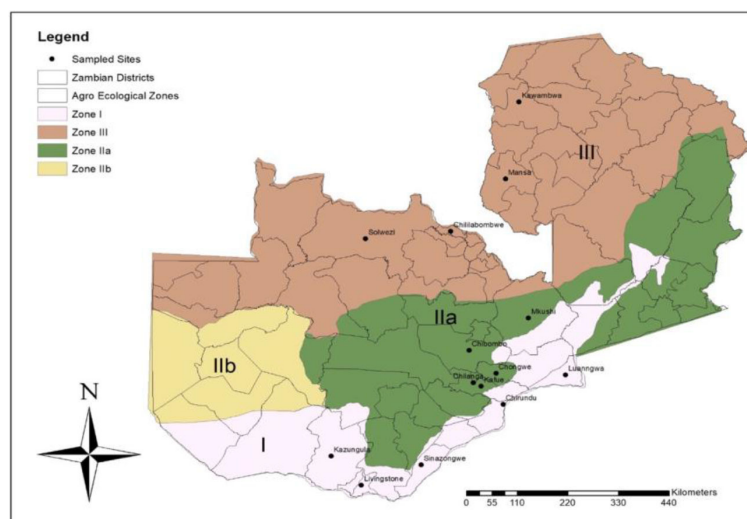 Legend
Sampled Sites
Zambian Districts
Agro Ecological Zones
Zone I
Zone III
Zone IIa
Zone IIb
Kawambwa
III
Mansa
Chililabombwe
Solwezi
Mkushi
IIa
Chibombo
IIb
Chongwe
Luanngwa
Chilanga
Kafue
Chirundu
N
I
Kazungula
Sinazongwe
Livingstone
Kilometers
0 55 110 220 330 440